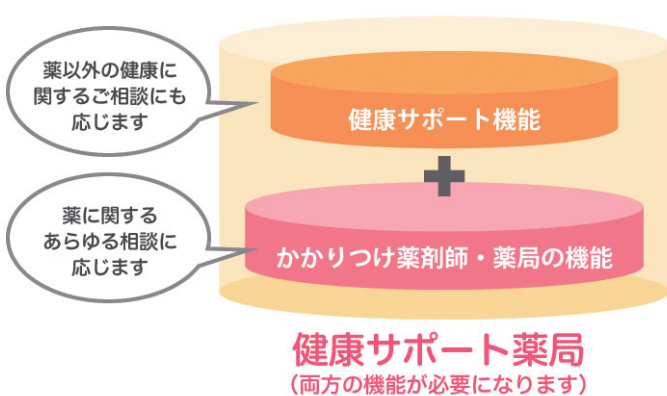 薬以外の健康に
関するご相談にも
応じます
健康サポート機能
+
薬に関する
あらゆる相談に
応じます
かかりつけ薬剤師・薬局の機能
健康サポート薬局
(両方の機能が必要になります)